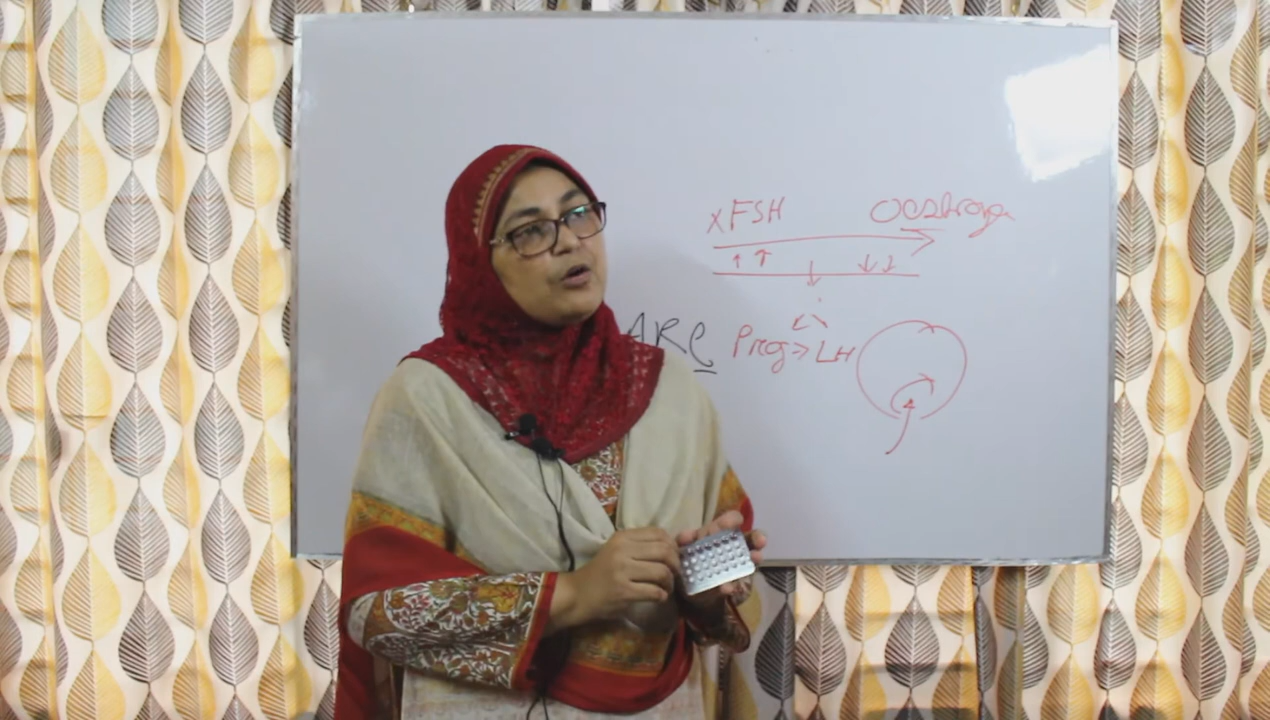 xFSH Oestrogen
↑ ↑ ↓ ↓ ↓
ARC Prog → LH